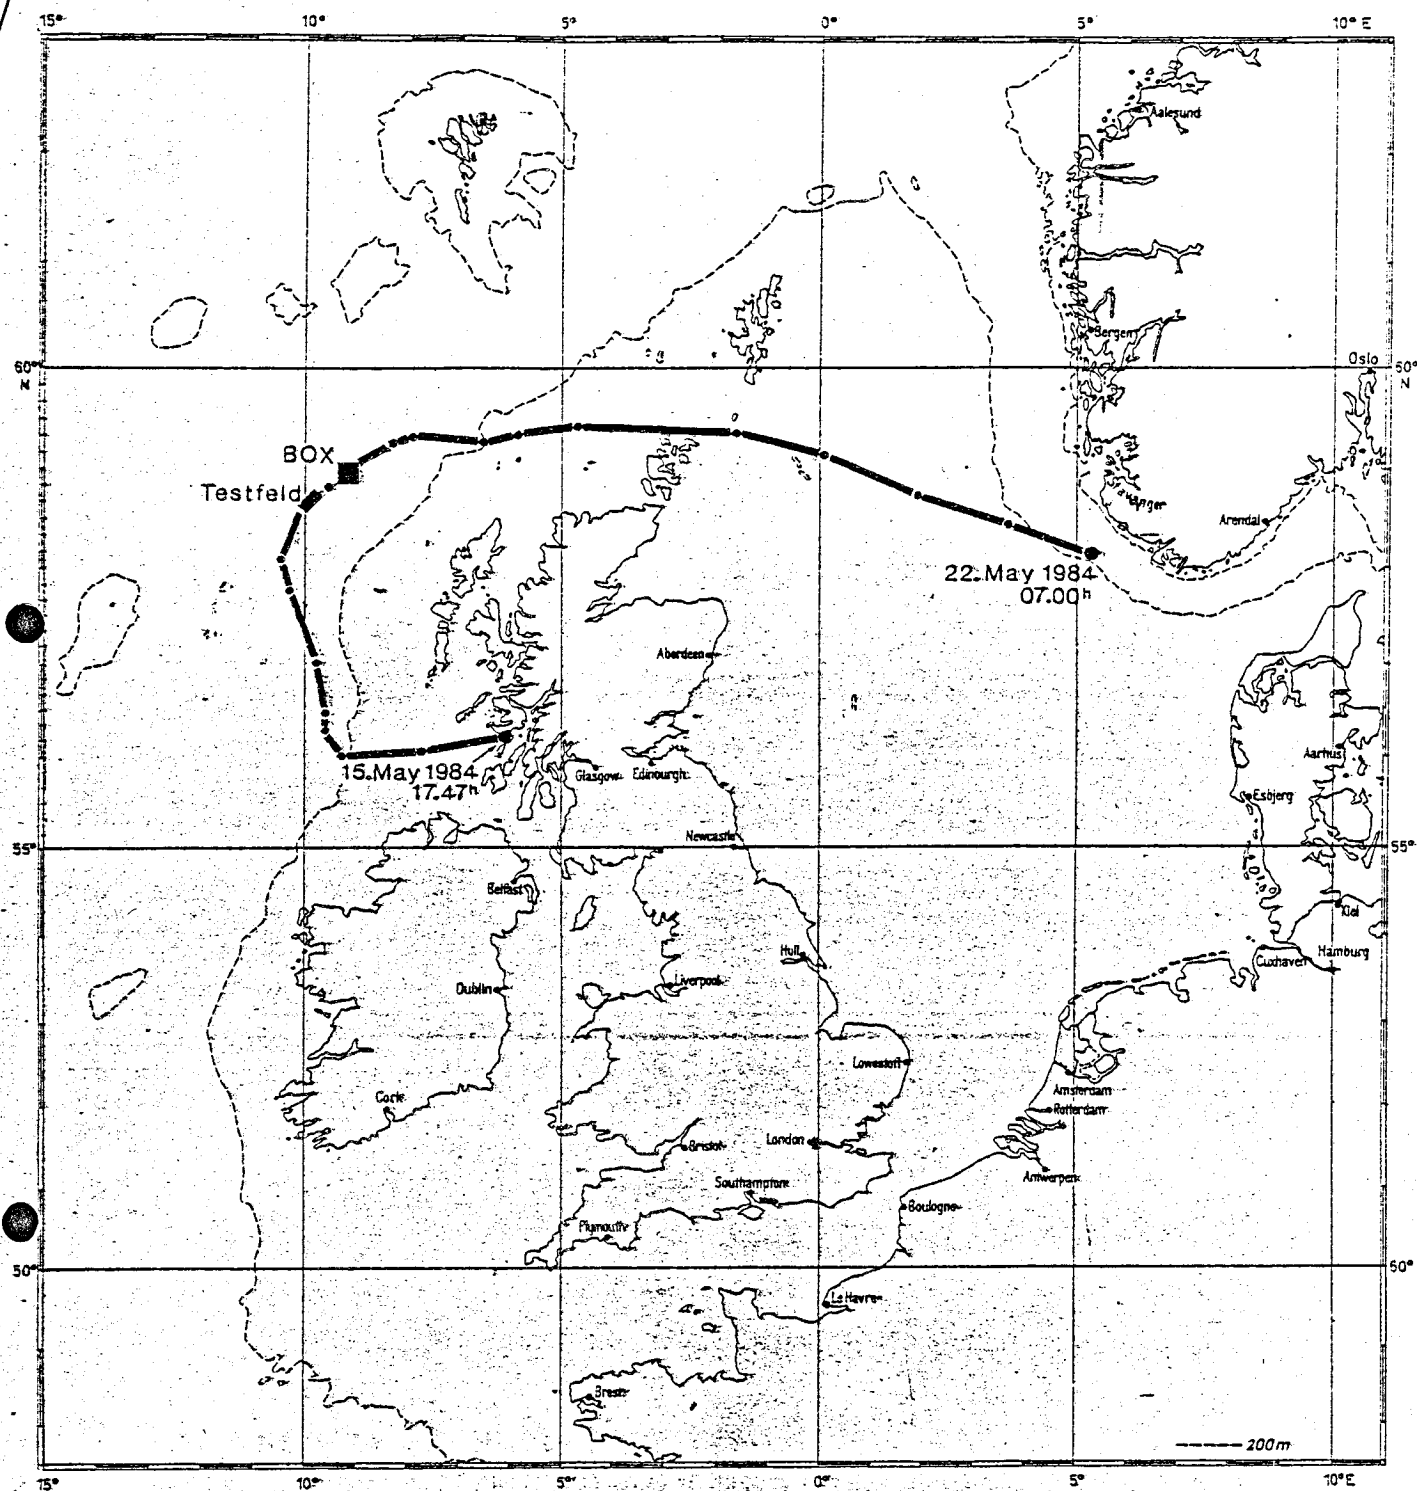 15° 10° 5° 0° 5° 10° E
Aalesund
Bergen
60° 60°
N N
Oslo
BOX
Testfeld
Arendal
22. May 1984
07.00h
Aberdeen
15. May 1984
17.47h
Glasgow
Edinburgh
Aarhus
Esbjerg
Newcastle
55° 55°
Belfast
Kiel
Hull
Hamburg
Cuxhaven
Dublin
Liverpool
Lowestoft
Amsterdam
Rotterdam
Cork
London
Bristol
Antwerpen
Southampton
Boulogne
Plymouth
50° 50°
Le Havre
Brest
200 m
15° 10° 5° 0° 5° 10° E